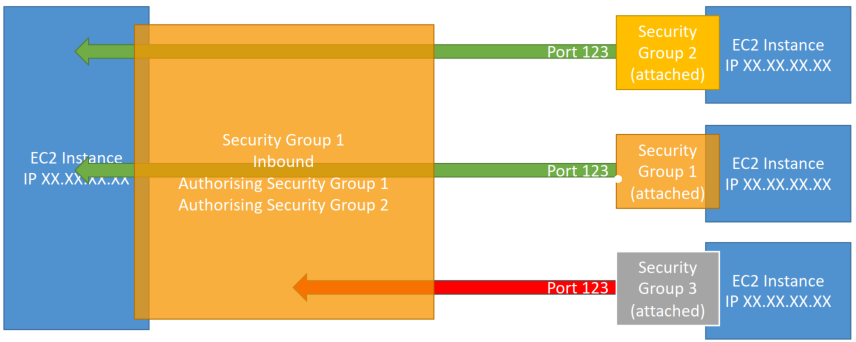 EC2 Instance
IP XX.XX.XX.XX
Security Group 1
Inbound
Authorising Security Group 1
Authorising Security Group 2
Port 123
Security
Group 2
(attached)
EC2 Instance
IP XX.XX.XX.XX
Port 123
Security
Group 1
(attached)
EC2 Instance
IP XX.XX.XX.XX
Port 123
Security
Group 3
(attached)
EC2 Instance
IP XX.XX.XX.XX